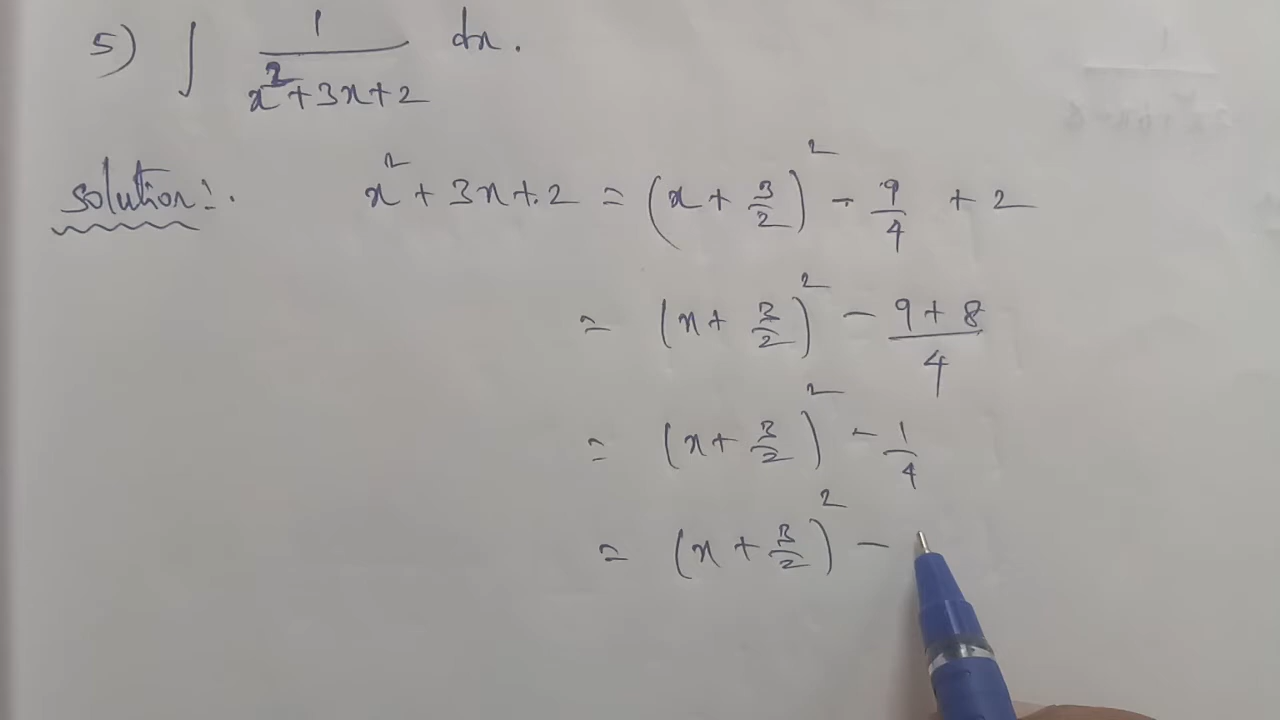 5) ∫ 1/(x²+3x+2) dx.
solution:. x² + 3x + 2 = (x + 3/2)² - 9/4 + 2
= (x + 3/2)² - (9+8)/4
= (x + 3/2)² - 1/4
= (x + 3/2)² -